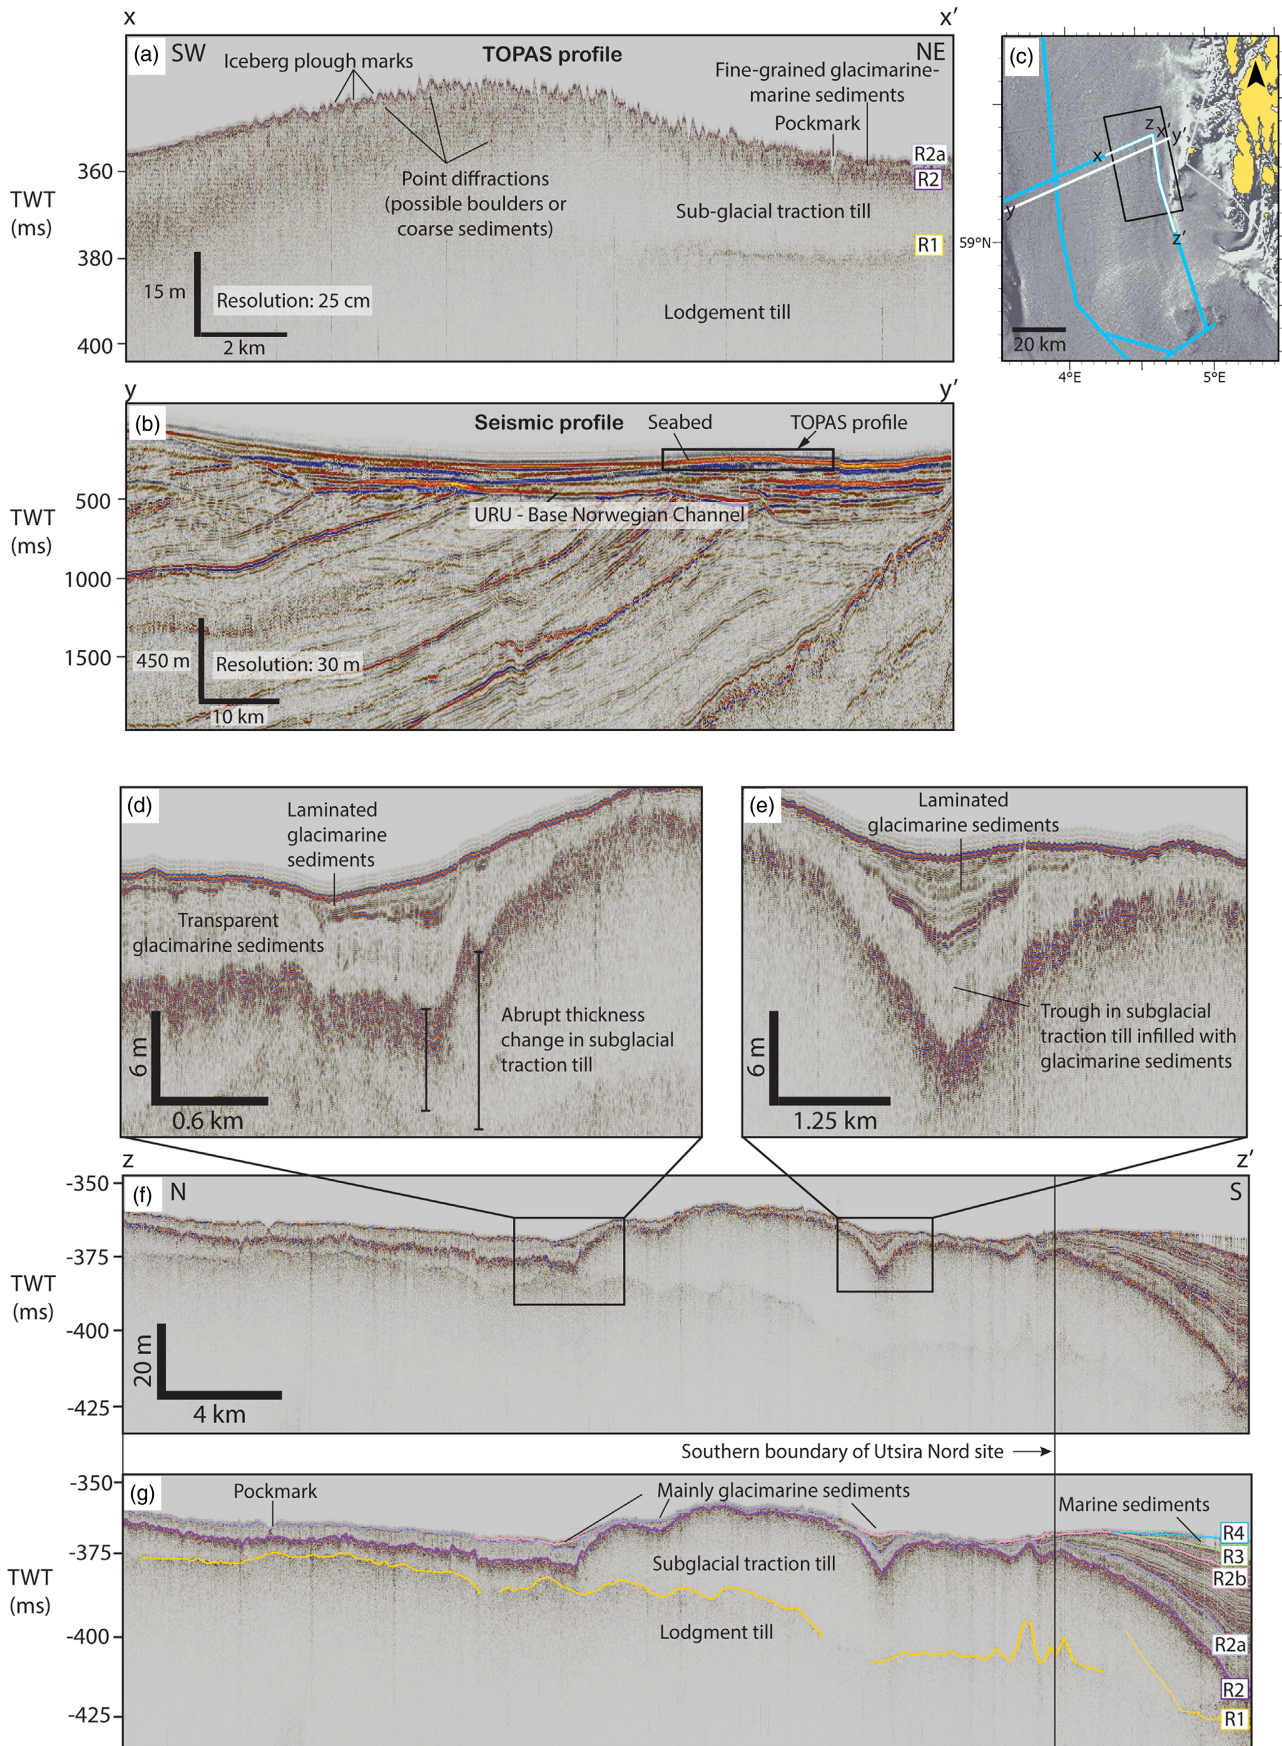 x
x′
(a)
SW
TOPAS profile
NE
Iceberg plough marks
Fine-grained glacimarine-
marine sediments
Pockmark
R2a
R2
R1
Point diffractions
(possible boulders or
coarse sediments)
Sub-glacial traction till
Lodgement till
TWT
(ms)
360
380
400
15 m
Resolution: 25 cm
2 km
(c)
z
x′
y′
x
y
z′
59°N
20 km
4°E
5°E
y
y′
(b)
Seismic profile
Seabed
TOPAS profile
URU - Base Norwegian Channel
TWT
(ms)
500
1000
1500
450 m
Resolution: 30 m
10 km
(d)
Laminated
glacimarine
sediments
Transparent
glacimarine sediments
Abrupt thickness
change in subglacial
traction till
6 m
0.6 km
(e)
Laminated
glacimarine sediments
Trough in subglacial
traction till infilled with
glacimarine sediments
6 m
1.25 km
z
z′
(f)
N
S
TWT
(ms)
-350
-375
-400
-425
20 m
4 km
Southern boundary of Utsira Nord site
(g)
Pockmark
Mainly glacimarine sediments
Marine sediments
Subglacial traction till
Lodgment till
R4
R3
R2b
R2a
R2
R1
TWT
(ms)
-350
-375
-400
-425